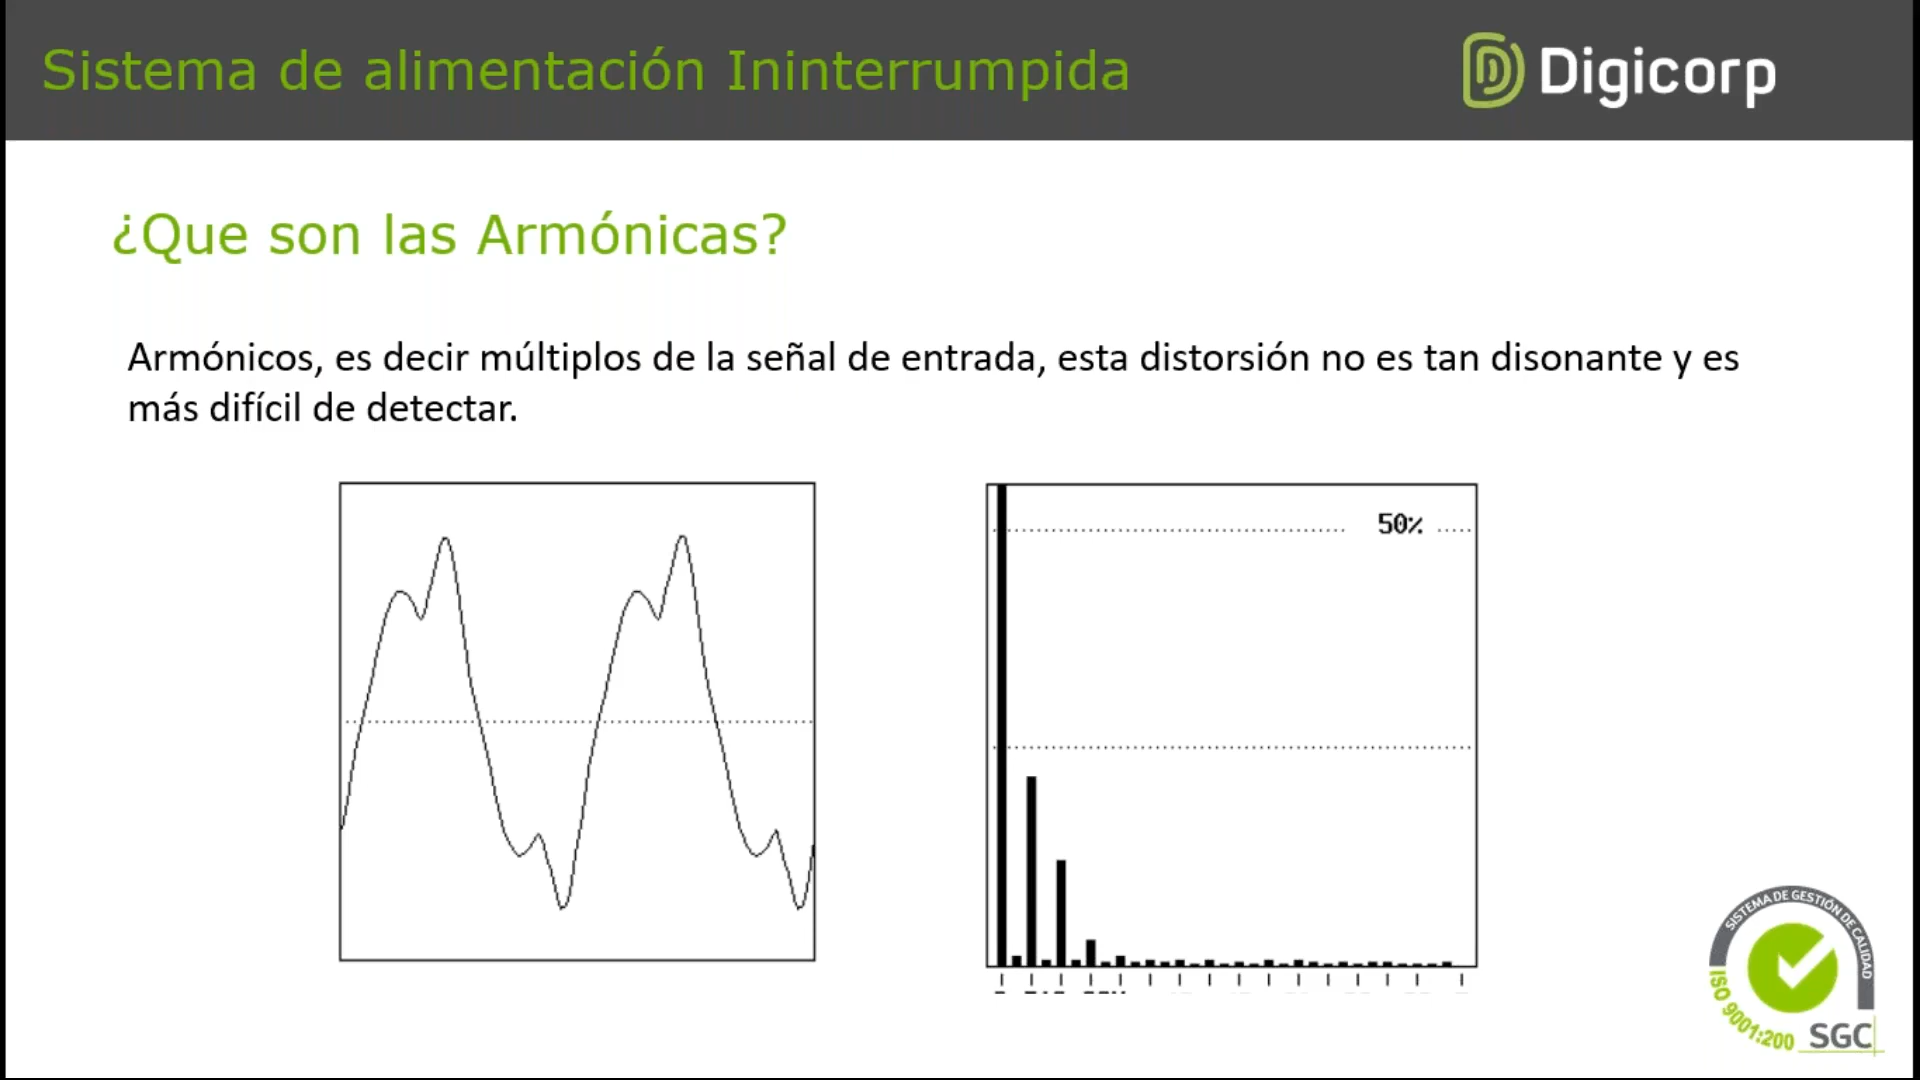 Sistema de alimentación Ininterrumpida
Digicorp
¿Que son las Armónicas?
Armónicos, es decir múltiplos de la señal de entrada, esta distorsión no es tan disonante y es
más difícil de detectar.
50%
SISTEMA DE GESTIÓN DE CALIDAD
ISO 9001:200
SGC